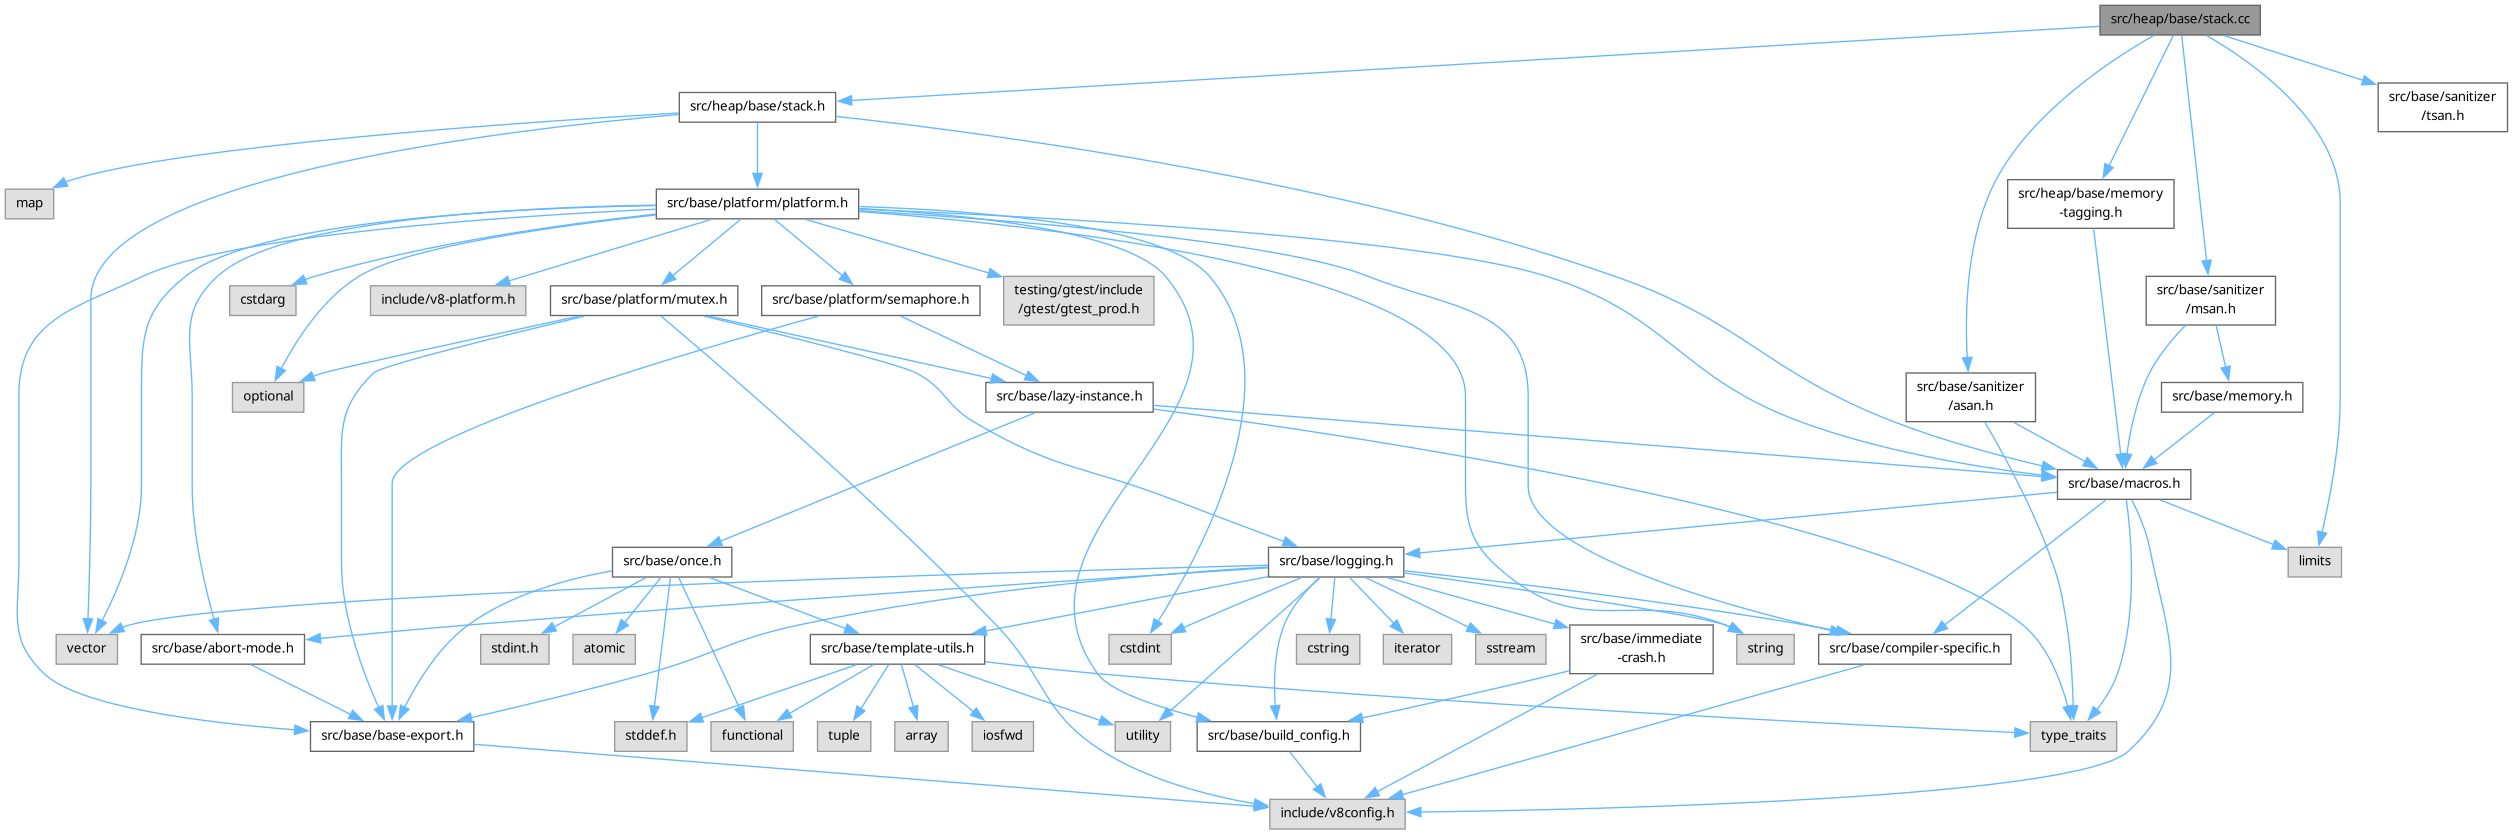 src/heap/base/stack.cc
src/heap/base/stack.h
src/base/sanitizer
/tsan.h
map
src/base/platform/platform.h
src/heap/base/memory
-tagging.h
cstdarg
include/v8-platform.h
src/base/platform/mutex.h
src/base/platform/semaphore.h
testing/gtest/include
/gtest/gtest_prod.h
src/base/sanitizer
/msan.h
optional
src/base/lazy-instance.h
src/base/sanitizer
/asan.h
src/base/memory.h
src/base/macros.h
src/base/once.h
src/base/logging.h
limits
vector
src/base/abort-mode.h
stdint.h
atomic
src/base/template-utils.h
cstdint
cstring
iterator
sstream
src/base/immediate
-crash.h
string
src/base/compiler-specific.h
src/base/base-export.h
stddef.h
functional
tuple
array
iosfwd
utility
src/base/build_config.h
type_traits
include/v8config.h